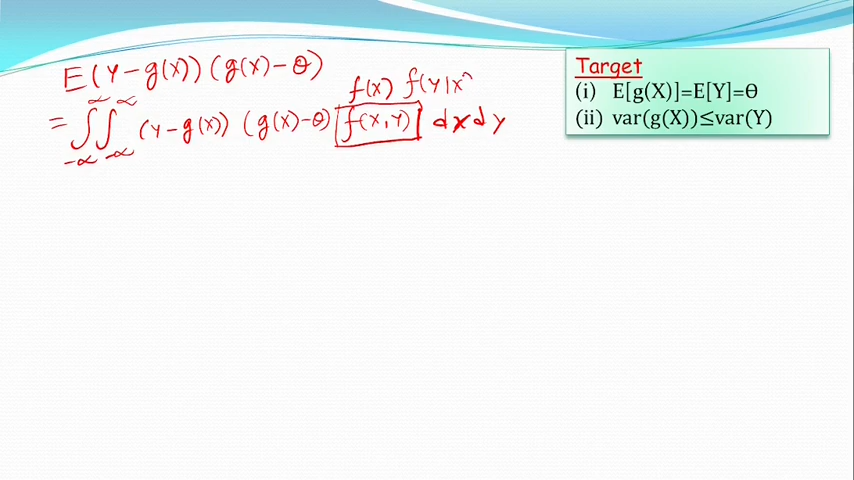 E(Y-g(X))(g(X)-θ)
∝ ∝ f(X) f(Y|X
= ∫∫ (Y-g(X)) (g(X)-θ) f(X,Y) dxdy
-∝ -∝
Target
(i) E[g(X)]=E[Y]=Θ
(ii) var(g(X))≤var(Y)